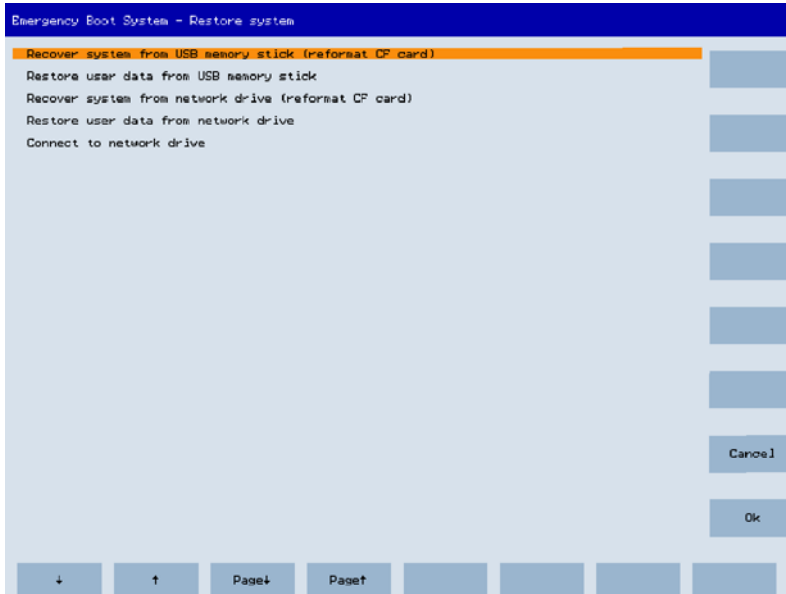 Emergency Boot System - Restore system
Recover system from USB memory stick (reformat CF card)
Restore user data from USB memory stick
Recover system from network drive (reformat CF card)
Restore user data from network drive
Connect to network drive
Cancel
Ok
↓ ↑ Page↓ Page↑